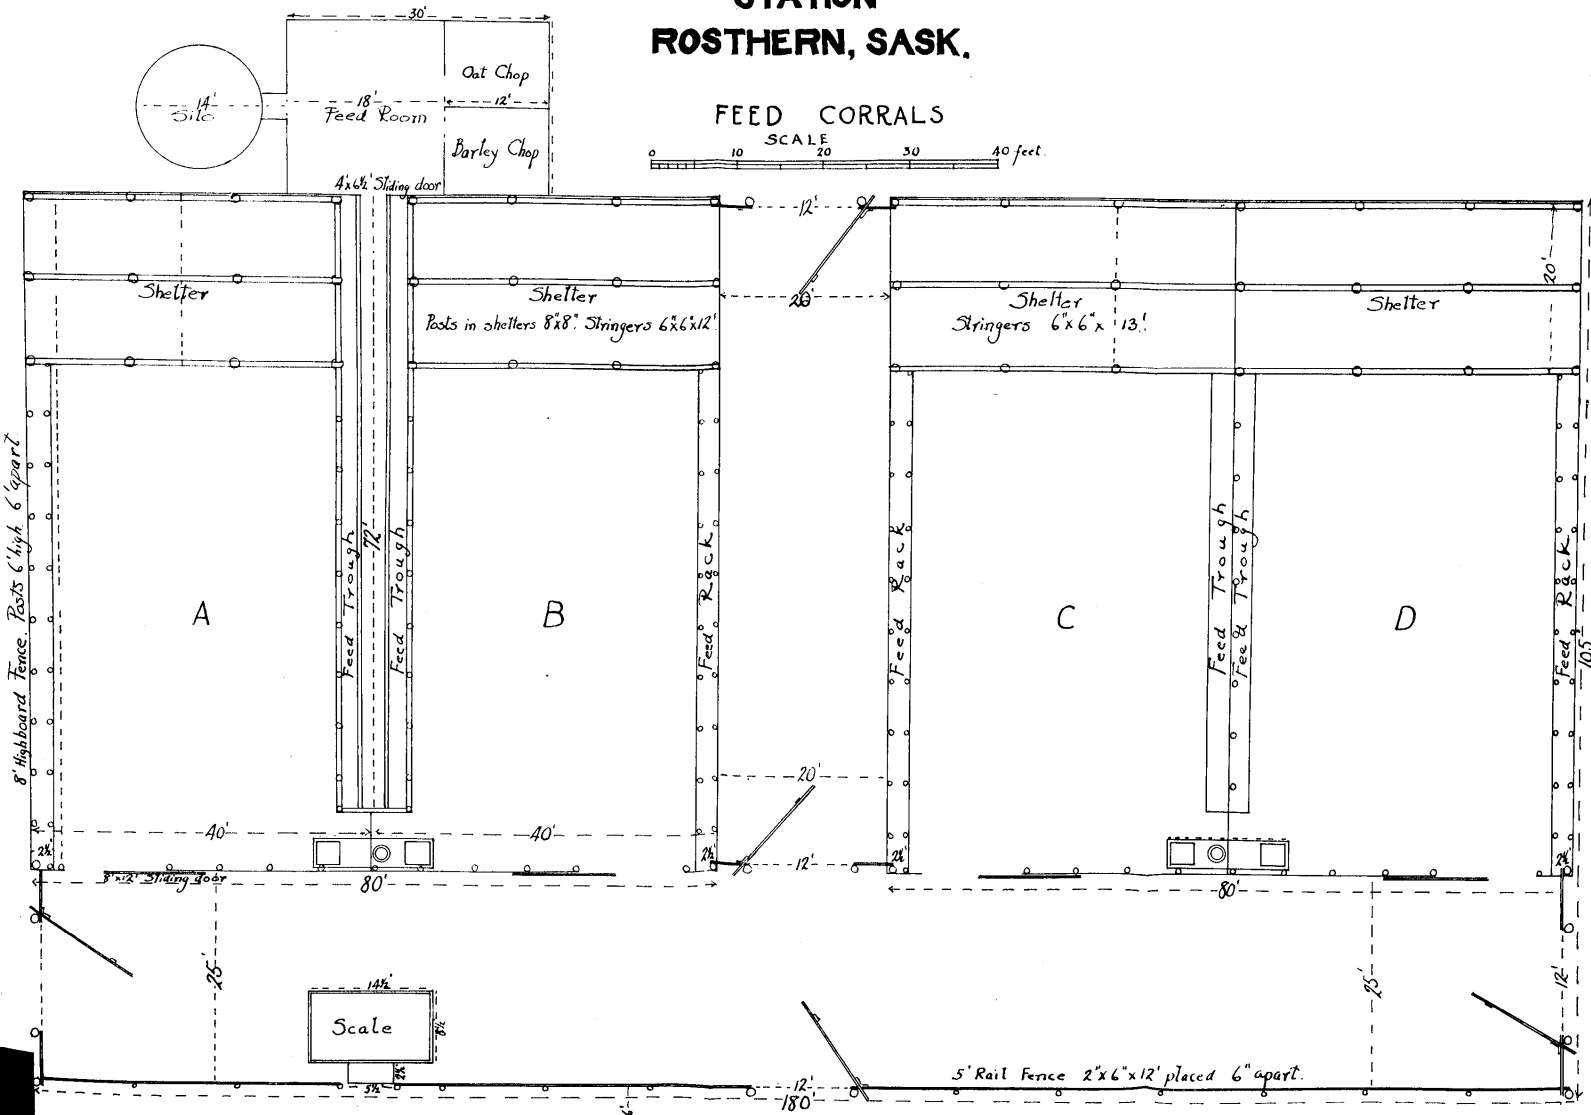 STATION
ROSTHERN, SASK.
FEED CORRALS
SCALE
0 10 20 30 40 feet.
30'
14'
Silo
18'
Feed Room
Oat Chop
12'
Barley Chop
4'x6½' Sliding door
12'
20'
20'
Shelter
Shelter
Posts in shelters 8"x8". Stringers 6"x6"x12'.
Shelter
Stringers 6"x6"x 13'.
Shelter
8' Highboard Fence. Posts 6' high 6' apart
A
Feed Trough
72'
Feed Trough
B
Feed Rack
Feed Rack
C
Feed Trough
Feed Trough
D
Feed Rack
105'
20'
40'
40'
2½'
2½'
12'
2½'
2½'
8'x12' Sliding door
80'
80'
25'
25'
12'
14½'
Scale
8½'
5½'
2½'
12'
180'
5' Rail Fence 2"x6"x12' placed 6" apart.